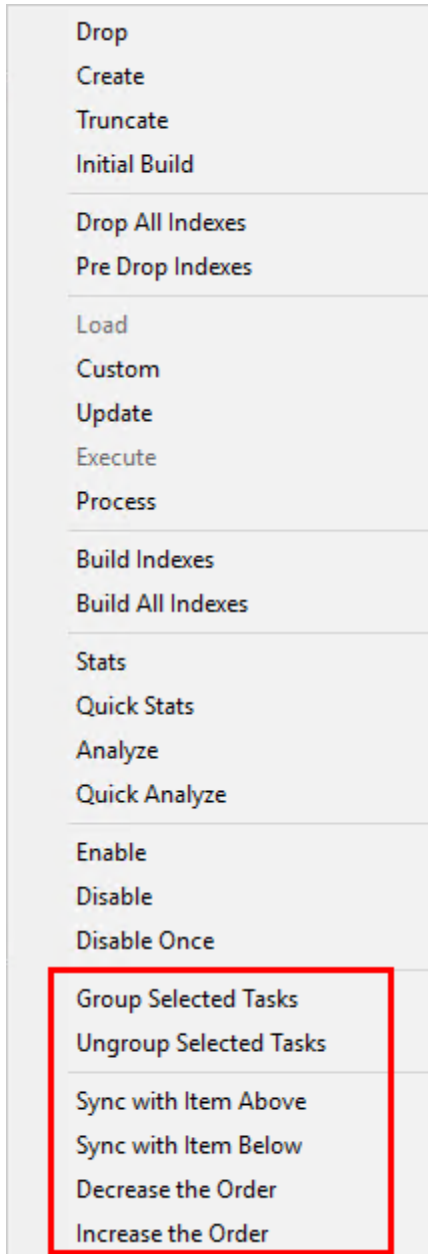 Drop
Create
Truncate
Initial Build
Drop All Indexes
Pre Drop Indexes
Load
Custom
Update
Execute
Process
Build Indexes
Build All Indexes
Stats
Quick Stats
Analyze
Quick Analyze
Enable
Disable
Disable Once
Group Selected Tasks
Ungroup Selected Tasks
Sync with Item Above
Sync with Item Below
Decrease the Order
Increase the Order